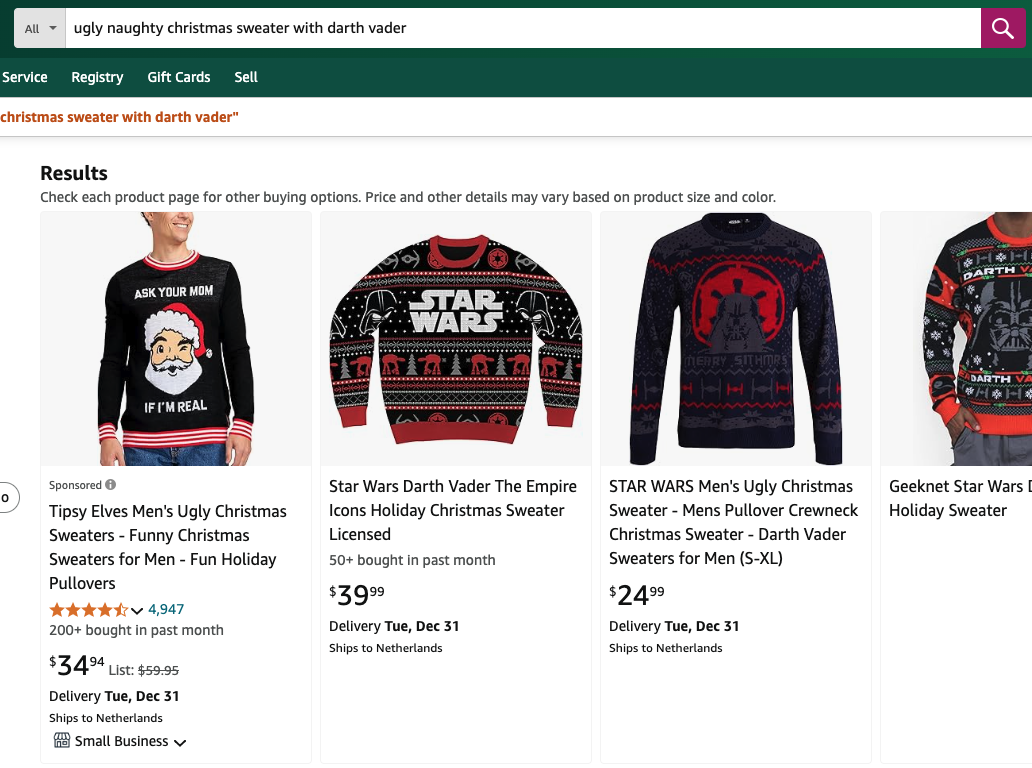 All
ugly naughty christmas sweater with darth vader
Service Registry Gift Cards Sell
christmas sweater with darth vader"
Results
Check each product page for other buying options. Price and other details may vary based on product size and color.
ASK YOUR MOM
IF I'M REAL
Sponsored
Tipsy Elves Men's Ugly Christmas
Sweaters - Funny Christmas
Sweaters for Men - Fun Holiday
Pullovers
4,947
200+ bought in past month
$34.94 List: $59.95
Delivery Tue, Dec 31
Ships to Netherlands
Small Business
STAR
WARS
Star Wars Darth Vader The Empire
Icons Holiday Christmas Sweater
Licensed
50+ bought in past month
$39.99
Delivery Tue, Dec 31
Ships to Netherlands
MERRY SITHMAS
STAR WARS Men's Ugly Christmas
Sweater - Mens Pullover Crewneck
Christmas Sweater - Darth Vader
Sweaters for Men (S-XL)
$24.99
Delivery Tue, Dec 31
Ships to Netherlands
DARTH
DARTH
Geeknet Star Wars
Holiday Sweater